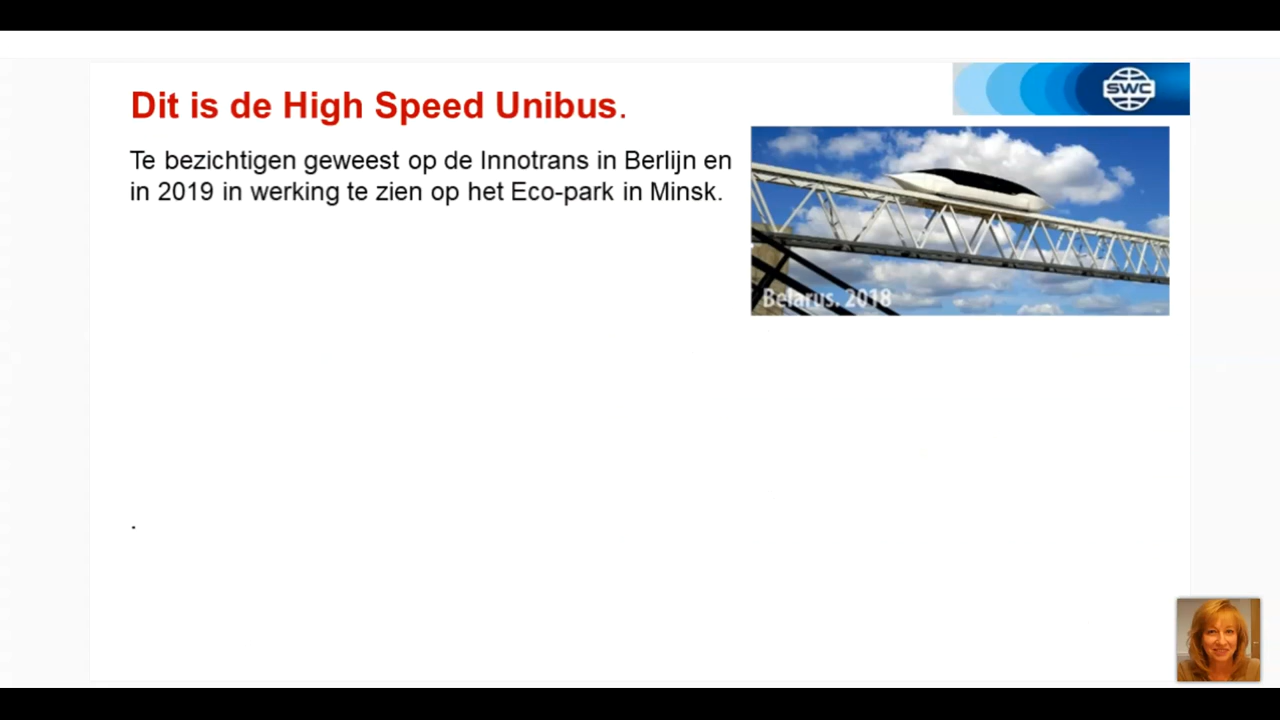 SWC
Dit is de High Speed Unibus.
Te bezichtigen geweest op de Innotrans in Berlijn en
in 2019 in werking te zien op het Eco-park in Minsk.
Belarus. 2018
.